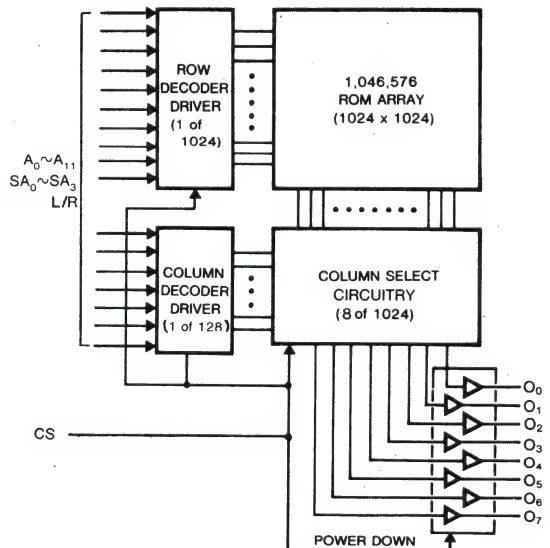 ROW
DECODER
DRIVER
(1 of
1024)
1,046,576
ROM ARRAY
(1024 x 1024)
A₀~A₁₁
SA₀~SA₃
L/R
COLUMN
DECODER
DRIVER
(1 of 128)
COLUMN SELECT
CIRCUITRY
(8 of 1024)
CS
O₀
O₁
O₂
O₃
O₄
O₅
O₆
O₇
POWER DOWN